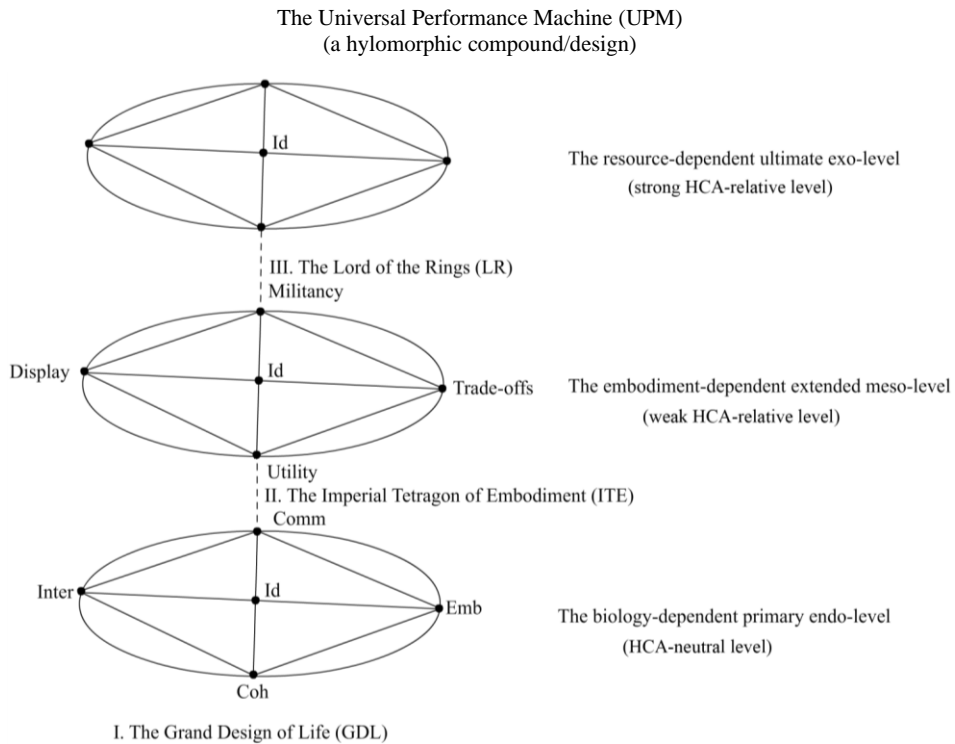 The Universal Performance Machine (UPM)
(a hylomorphic compound/design)
Id
The resource-dependent ultimate exo-level
(strong HCA-relative level)
III. The Lord of the Rings (LR)
Militancy
Display
Id
Trade-offs
The embodiment-dependent extended meso-level
(weak HCA-relative level)
Utility
II. The Imperial Tetragon of Embodiment (ITE)
Comm
Inter
Id
Emb
The biology-dependent primary endo-level
(HCA-neutral level)
Coh
I. The Grand Design of Life (GDL)